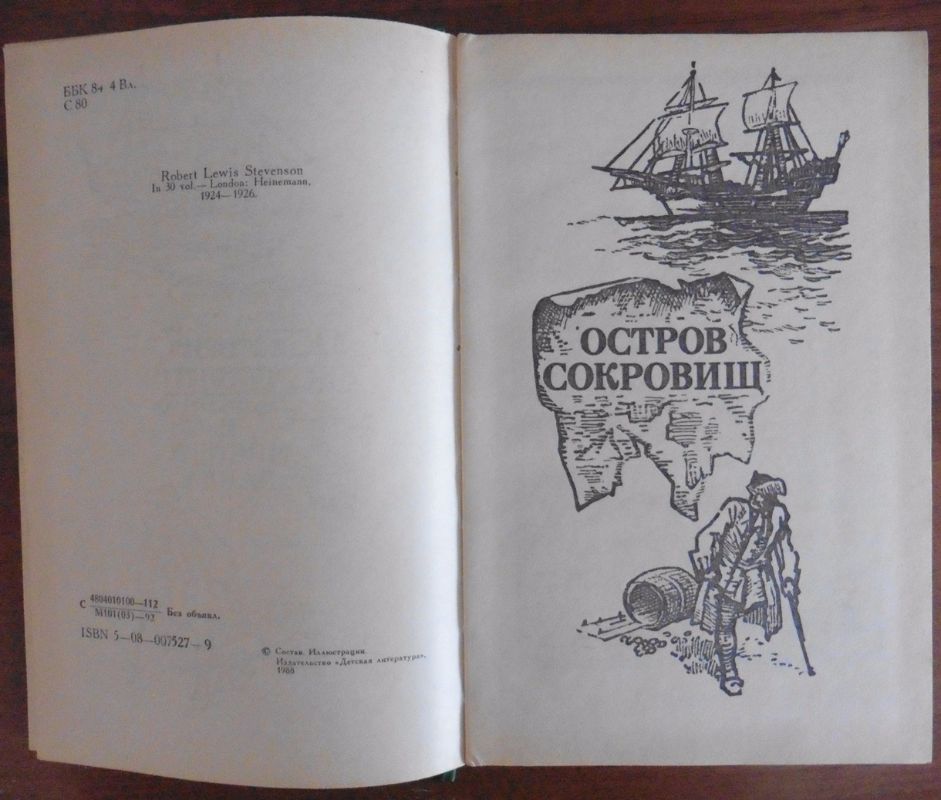 ББК 84 4 Вл.
С 80
Robert Lewis Stevenson
In 30 vol.— London: Heinemann,
1924—1926.
С 4804010100—112
М101(03)—92 Без объявл.
ISBN 5—08—007527—9
© Состав. Иллюстрации.
Издательство «Детская литература»,
1988
ОСТРОВ
СОКРОВИЩ